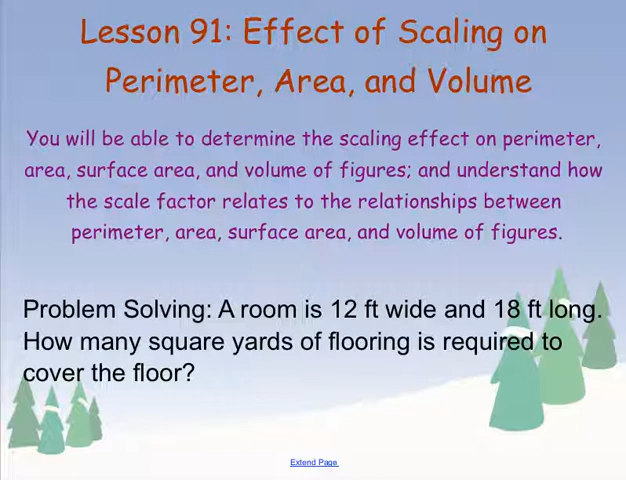 Lesson 91: Effect of Scaling on
Perimeter, Area, and Volume
You will be able to determine the scaling effect on perimeter,
area, surface area, and volume of figures; and understand how
the scale factor relates to the relationships between
perimeter, area, surface area, and volume of figures.
Problem Solving: A room is 12 ft wide and 18 ft long.
How many square yards of flooring is required to
cover the floor?
Extend Page